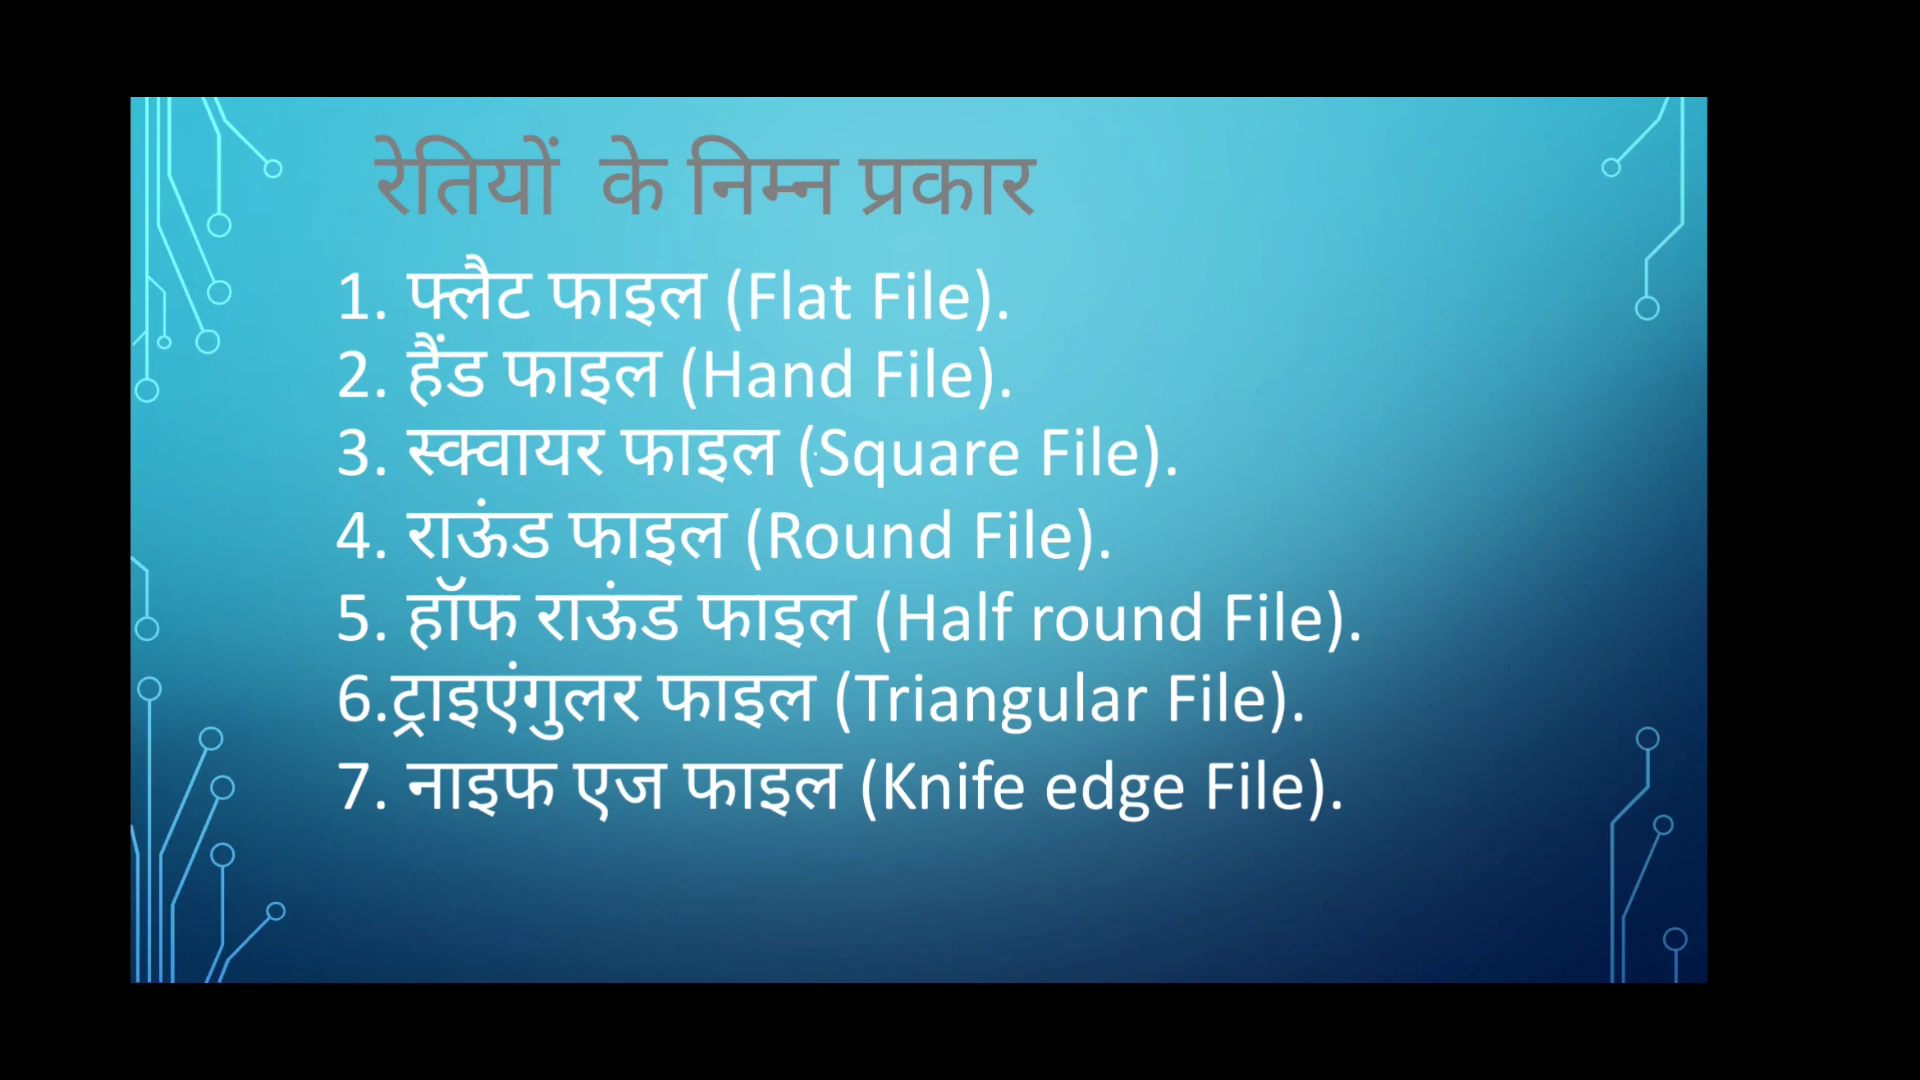 रेतियों के निम्न प्रकार
1. फ्लैट फाइल (Flat File).
2. हैंड फाइल (Hand File).
3. स्क्वायर फाइल (Square File).
4. राऊंड फाइल (Round File).
5. हॉफ राऊंड फाइल (Half round File).
6.ट्राइएंगुलर फाइल (Triangular File).
7. नाइफ एज फाइल (Knife edge File).